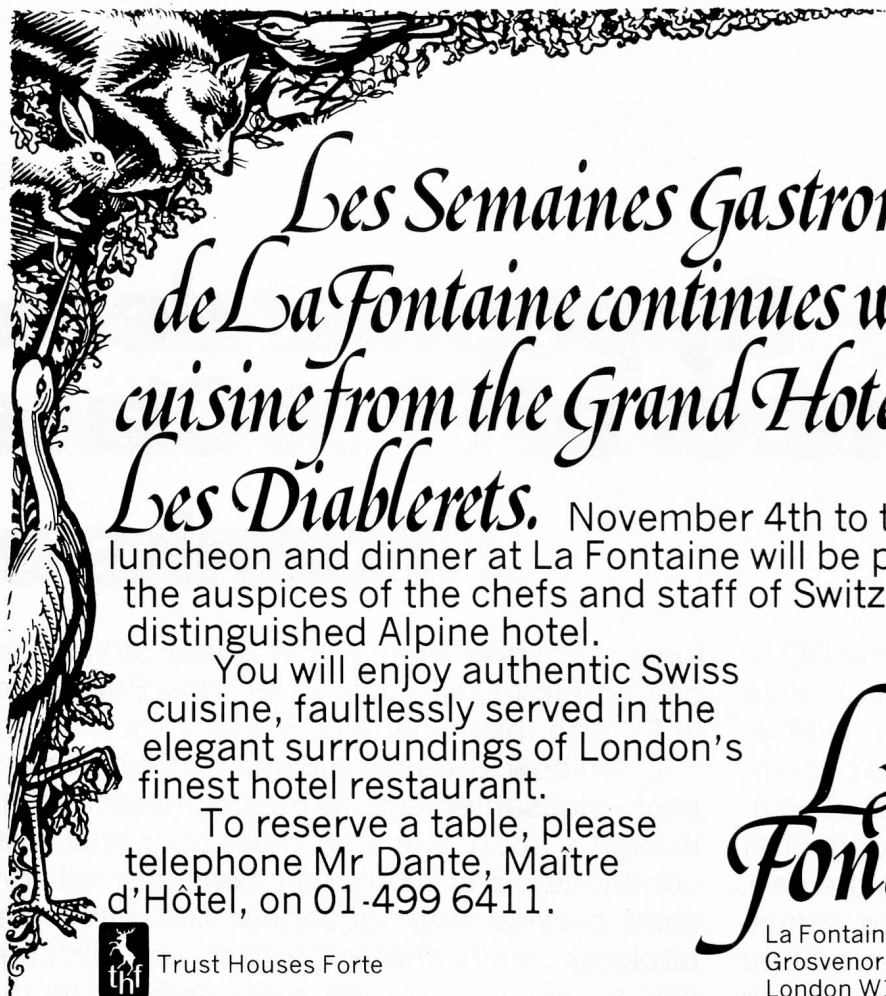 Les Semaines Gastron
de La Fontaine continues w
cuisine from the Grand Hote
Les Diablerets. November 4th to t
luncheon and dinner at La Fontaine will be p
the auspices of the chefs and staff of Switz
distinguished Alpine hotel.
You will enjoy authentic Swiss
cuisine, faultlessly served in the
elegant surroundings of London's
finest hotel restaurant.
To reserve a table, please
telephone Mr Dante, Maître
d'Hôtel, on 01-499 6411.
La
Fon
thf Trust Houses Forte
La Fontain
Grosvenor
London W.